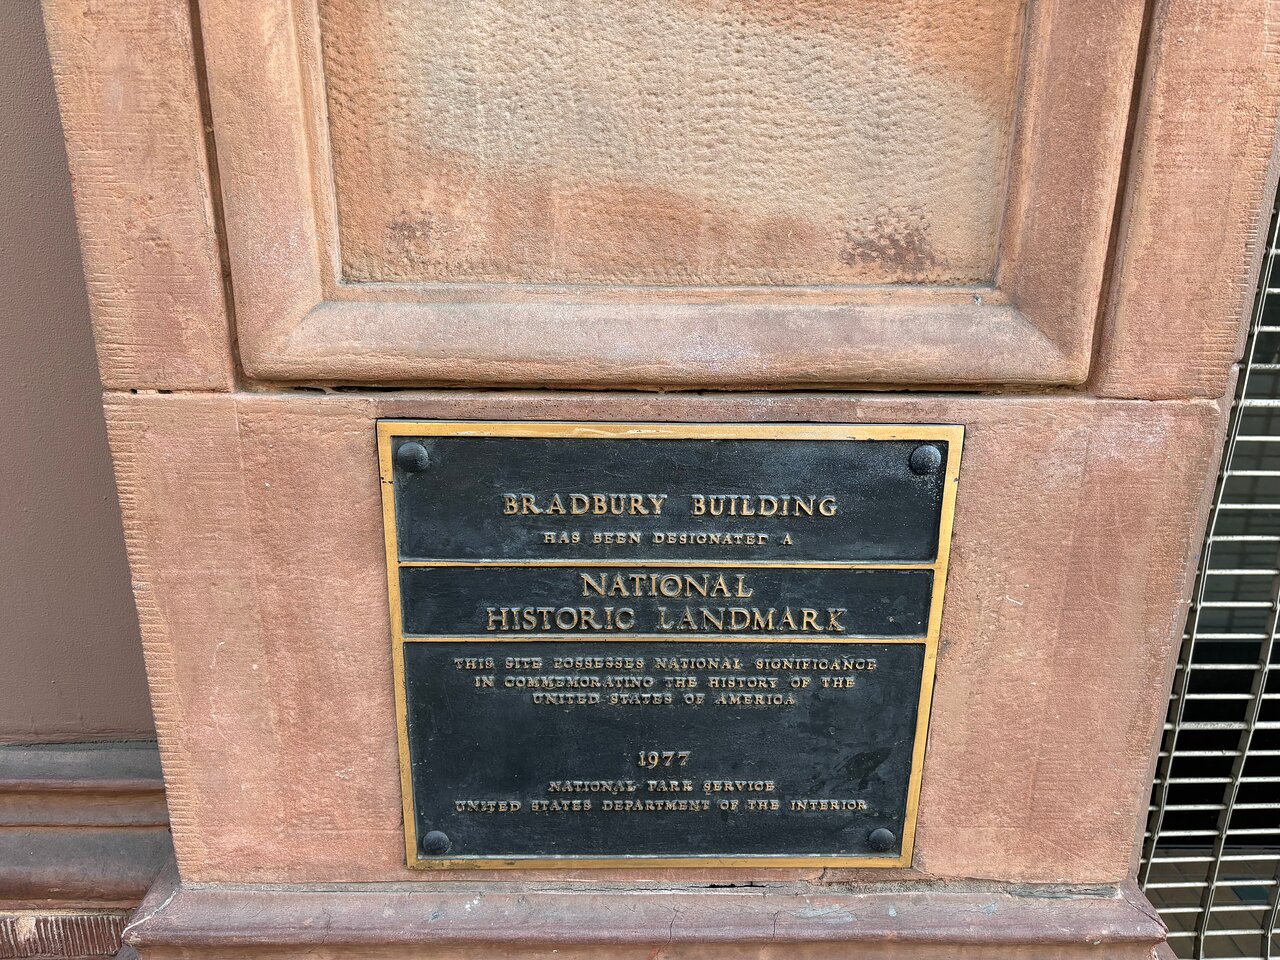 BRADBURY BUILDING
HAS BEEN DESIGNATED A
NATIONAL
HISTORIC LANDMARK
THIS SITE POSSESSES NATIONAL SIGNIFICANCE
IN COMMEMORATING THE HISTORY OF THE
UNITED STATES OF AMERICA
1977
NATIONAL PARK SERVICE
UNITED STATES DEPARTMENT OF THE INTERIOR